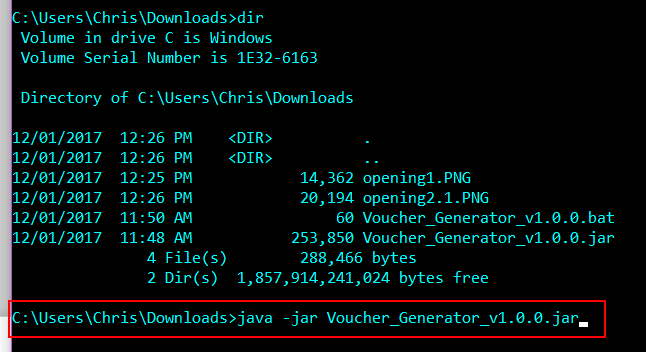 C:\Users\Chris\Downloads>dir
Volume in drive C is Windows
Volume Serial Number is 1E32-6163
Directory of C:\Users\Chris\Downloads
12/01/2017  12:26 PM    <DIR>          .
12/01/2017  12:26 PM    <DIR>          ..
12/01/2017  12:25 PM            14,362 opening1.PNG
12/01/2017  12:26 PM            20,194 opening2.1.PNG
12/01/2017  11:50 AM                60 Voucher_Generator_v1.0.0.bat
12/01/2017  11:48 AM           253,850 Voucher_Generator_v1.0.0.jar
4 File(s)        288,466 bytes
2 Dir(s)  1,857,914,241,024 bytes free
C:\Users\Chris\Downloads>java -jar Voucher_Generator_v1.0.0.jar